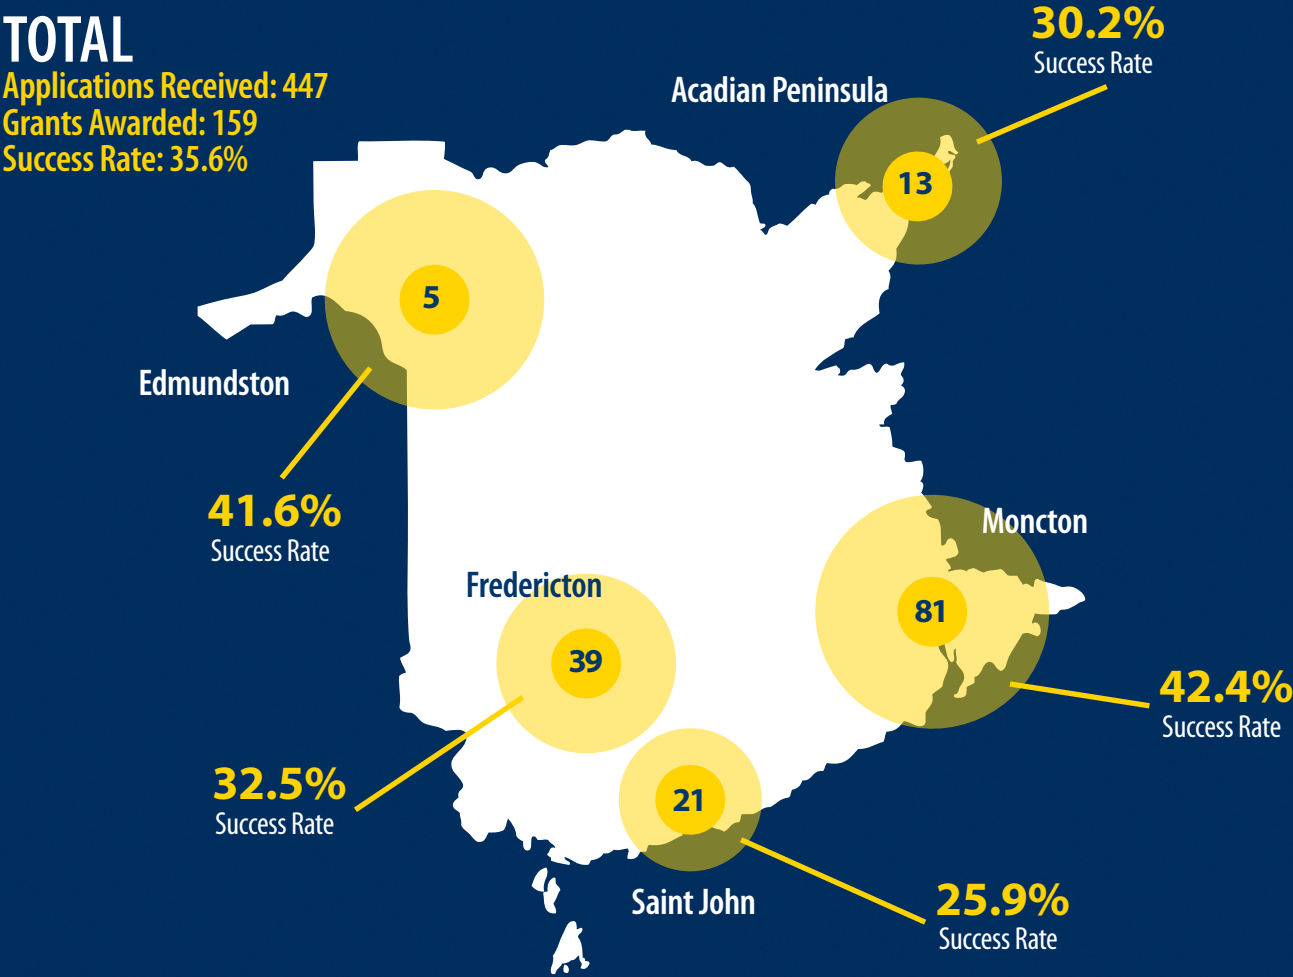 TOTAL
Applications Received: 447
Grants Awarded: 159
Success Rate: 35.6%
30.2%
Success Rate
Acadian Peninsula
13
5
Edmundston
41.6%
Success Rate
Moncton
81
42.4%
Success Rate
Fredericton
39
32.5%
Success Rate
21
Saint John
25.9%
Success Rate